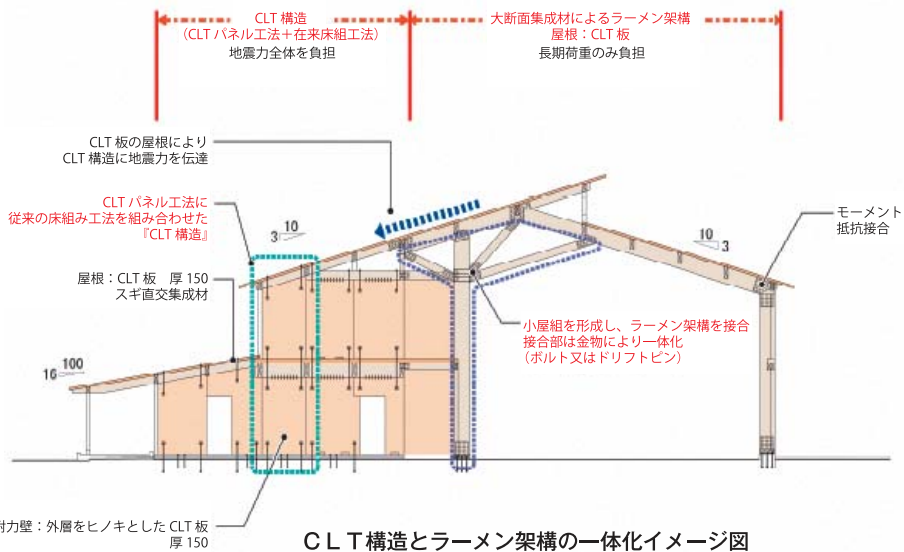 CLT 構造
（CLT パネル工法＋在来床組工法）
地震力全体を負担
大断面集成材によるラーメン架構
屋根：CLT 板
長期荷重のみ負担
CLT 板の屋根により
CLT 構造に地震力を伝達
CLT パネル工法に
従来の床組み工法を組み合わせた
『CLT 構造』
10
3
10
3
モーメント
抵抗接合
屋根：CLT 板　厚 150
スギ直交集成材
小屋組を形成し、ラーメン架構を接合
接合部は金物により一体化
（ボルト又はドリフトピン）
100
16
耐力壁：外層をヒノキとした CLT 板
厚 150
ＣＬＴ構造とラーメン架構の一体化イメージ図